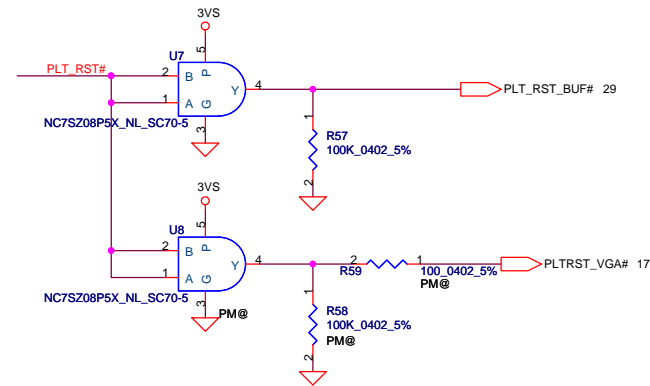 3VS
5
U7
PLT_RST#
2 B P
Y 4
1 A G
PLT_RST_BUF# 29
NC7SZ08P5X_NL_SC70-5
3
1
R57
100K_0402_5%
2
3VS
5
U8
2 B P
Y 4
1 A G
2 1
R59 100_0402_5%
PM@
PLTRST_VGA# 17
NC7SZ08P5X_NL_SC70-5
3
PM@
1
R58
100K_0402_5%
PM@
2